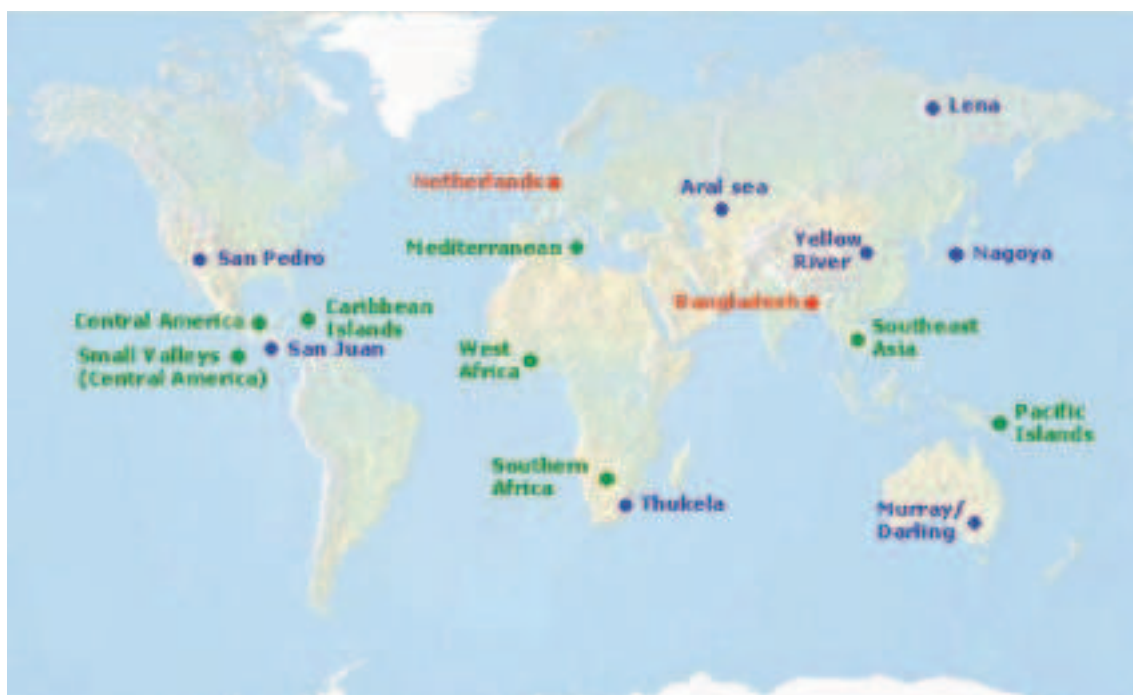 Lena
Netherlands
Aral sea
Mediterranean
Yellow
River
Nagoya
San Pedro
Bangladesh
Central America
Caribbean
Islands
Southeast
Asia
San Juan
Small Valleys
(Central America)
West
Africa
Pacific
Islands
Southern
Africa
Thukela
Murray/
Darling